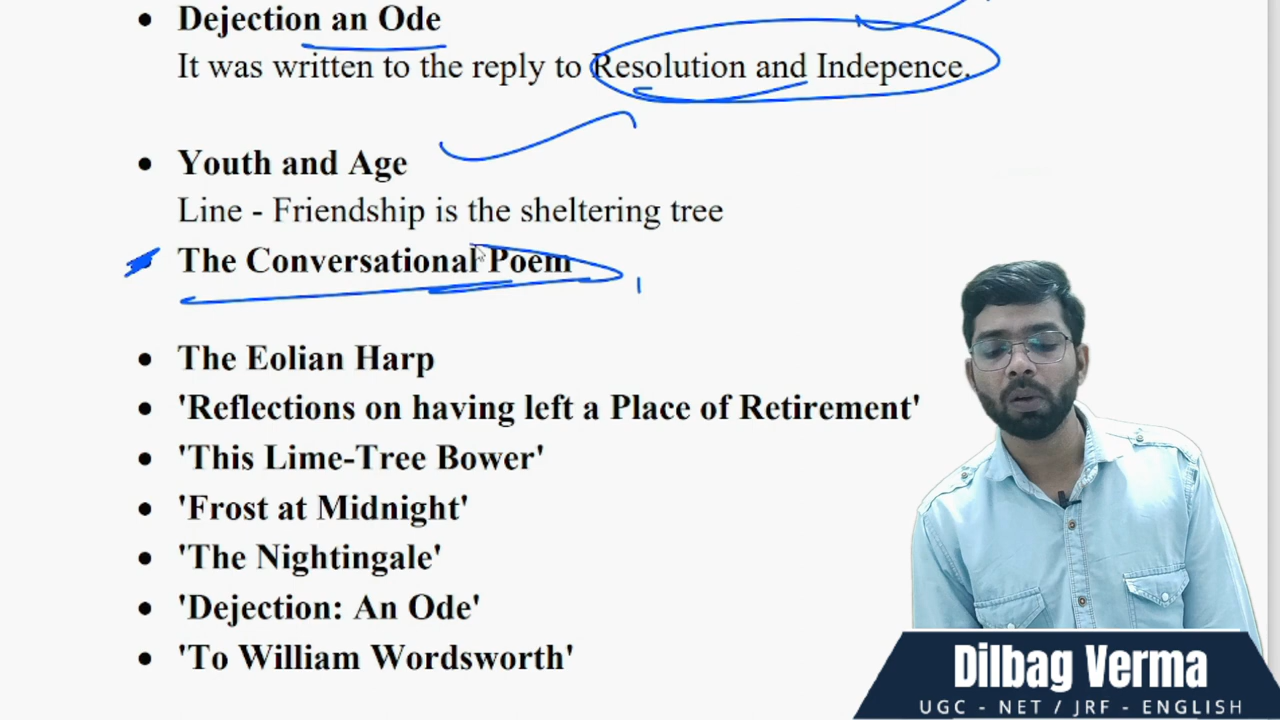 Dejection an Ode
It was written to the reply to Resolution and Indepence.
Youth and Age
Line - Friendship is the sheltering tree
The Conversational Poem
The Eolian Harp
'Reflections on having left a Place of Retirement'
'This Lime-Tree Bower'
'Frost at Midnight'
'The Nightingale'
'Dejection: An Ode'
'To William Wordsworth'
Dilbag Verma
UGC - NET / JRF - ENGLISH